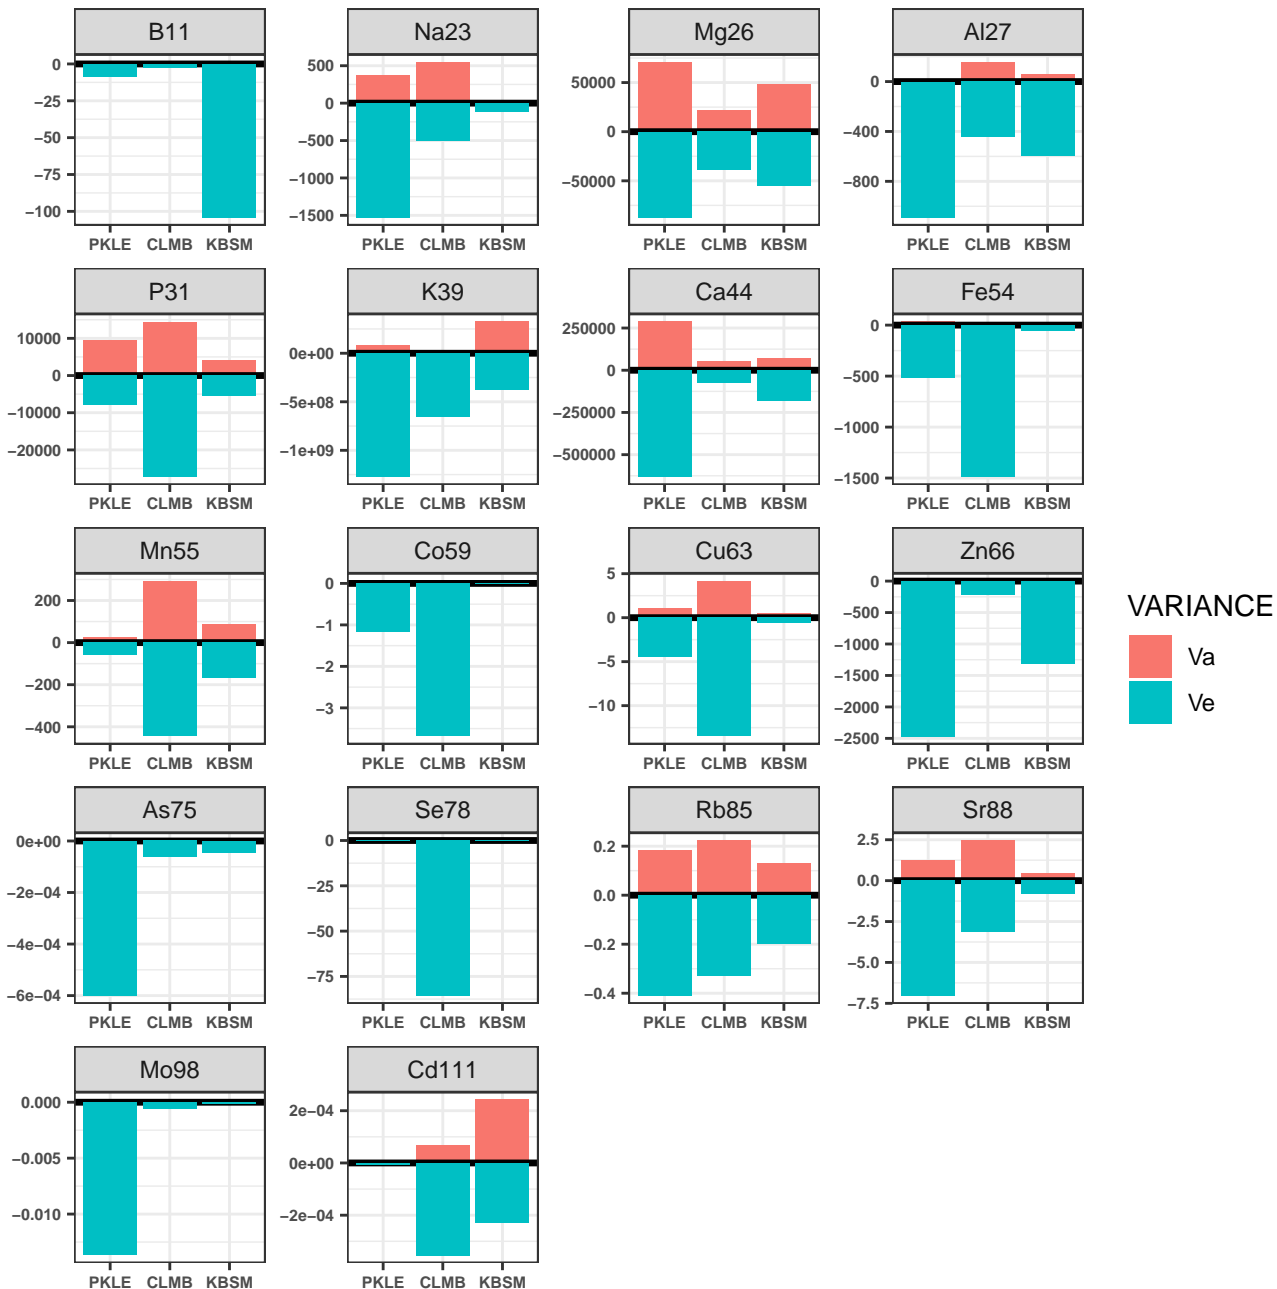 B11
0
−25
−50
−75
−100
PKLE CLMB KBSM
Na23
500
0
−500
−1000
−1500
PKLE CLMB KBSM
Mg26
50000
0
−50000
PKLE CLMB KBSM
Al27
0
−400
−800
PKLE CLMB KBSM
P31
10000
0
−10000
−20000
PKLE CLMB KBSM
K39
0e+00
−5e+08
−1e+09
PKLE CLMB KBSM
Ca44
250000
0
−250000
−500000
PKLE CLMB KBSM
Fe54
0
−500
−1000
−1500
PKLE CLMB KBSM
Mn55
200
0
−200
−400
PKLE CLMB KBSM
Co59
0
−1
−2
−3
PKLE CLMB KBSM
Cu63
5
0
−5
−10
PKLE CLMB KBSM
Zn66
0
−500
−1000
−1500
−2000
−2500
PKLE CLMB KBSM
As75
0e+00
−2e−04
−4e−04
−6e−04
PKLE CLMB KBSM
Se78
0
−25
−50
−75
PKLE CLMB KBSM
Rb85
0.2
0.0
−0.2
−0.4
PKLE CLMB KBSM
Sr88
2.5
0.0
−2.5
−5.0
−7.5
PKLE CLMB KBSM
Mo98
0.000
−0.005
−0.010
PKLE CLMB KBSM
Cd111
2e−04
0e+00
−2e−04
PKLE CLMB KBSM
VARIANCE
Va
Ve